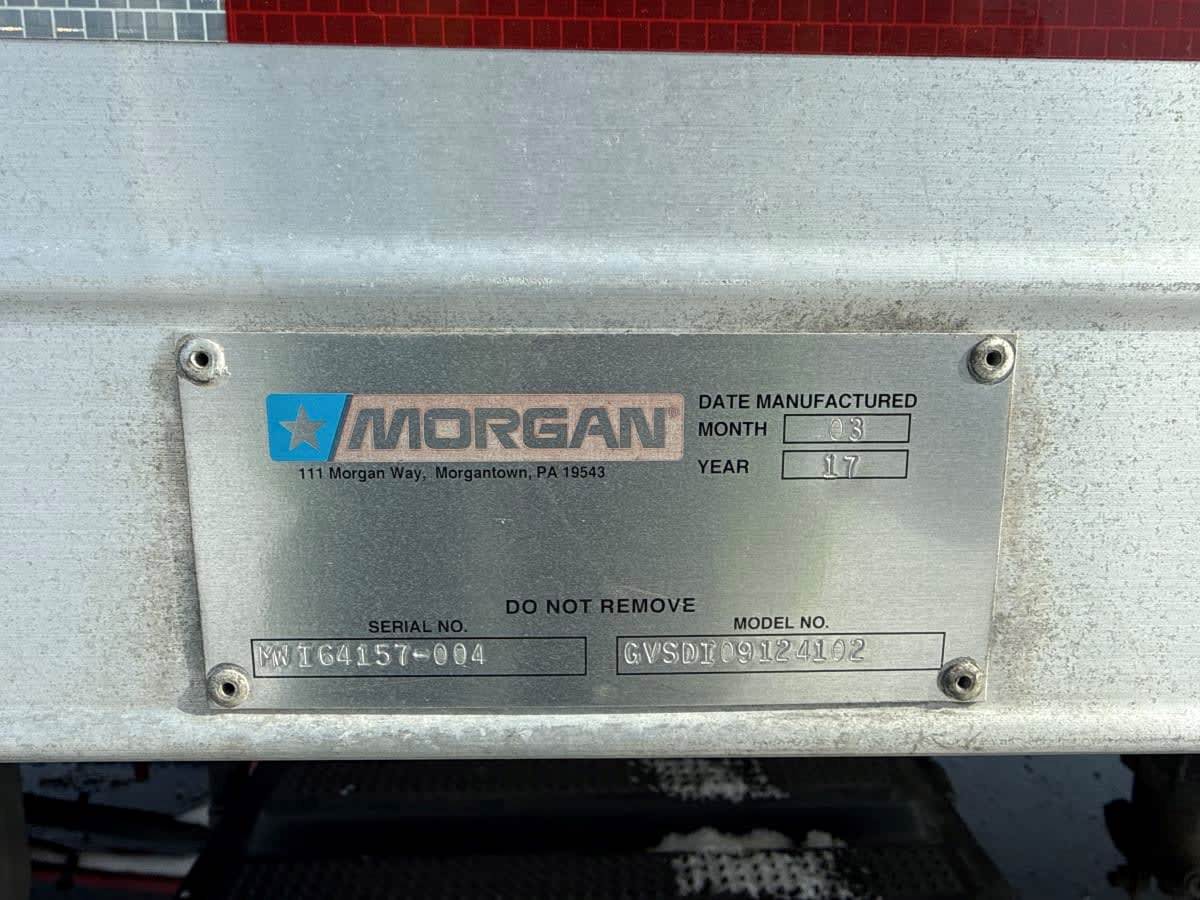 MORGAN®
111 Morgan Way, Morgantown, PA 19543
DATE MANUFACTURED
MONTH 03
YEAR 17
DO NOT REMOVE
SERIAL NO.
MWI64157-004
MODEL NO.
GVSDI09124102